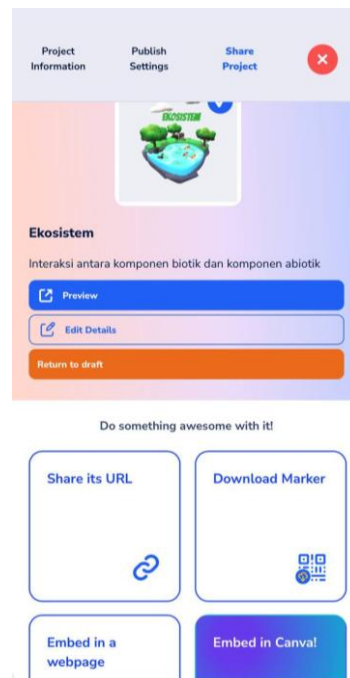 Project Information
Publish Settings
Share Project
EKOSISTEM
Ekosistem
Interaksi antara komponen biotik dan komponen abiotik
Preview
Edit Details
Return to draft
Do something awesome with it!
Share its URL
Download Marker
Embed in a
webpage
Embed in Canva!